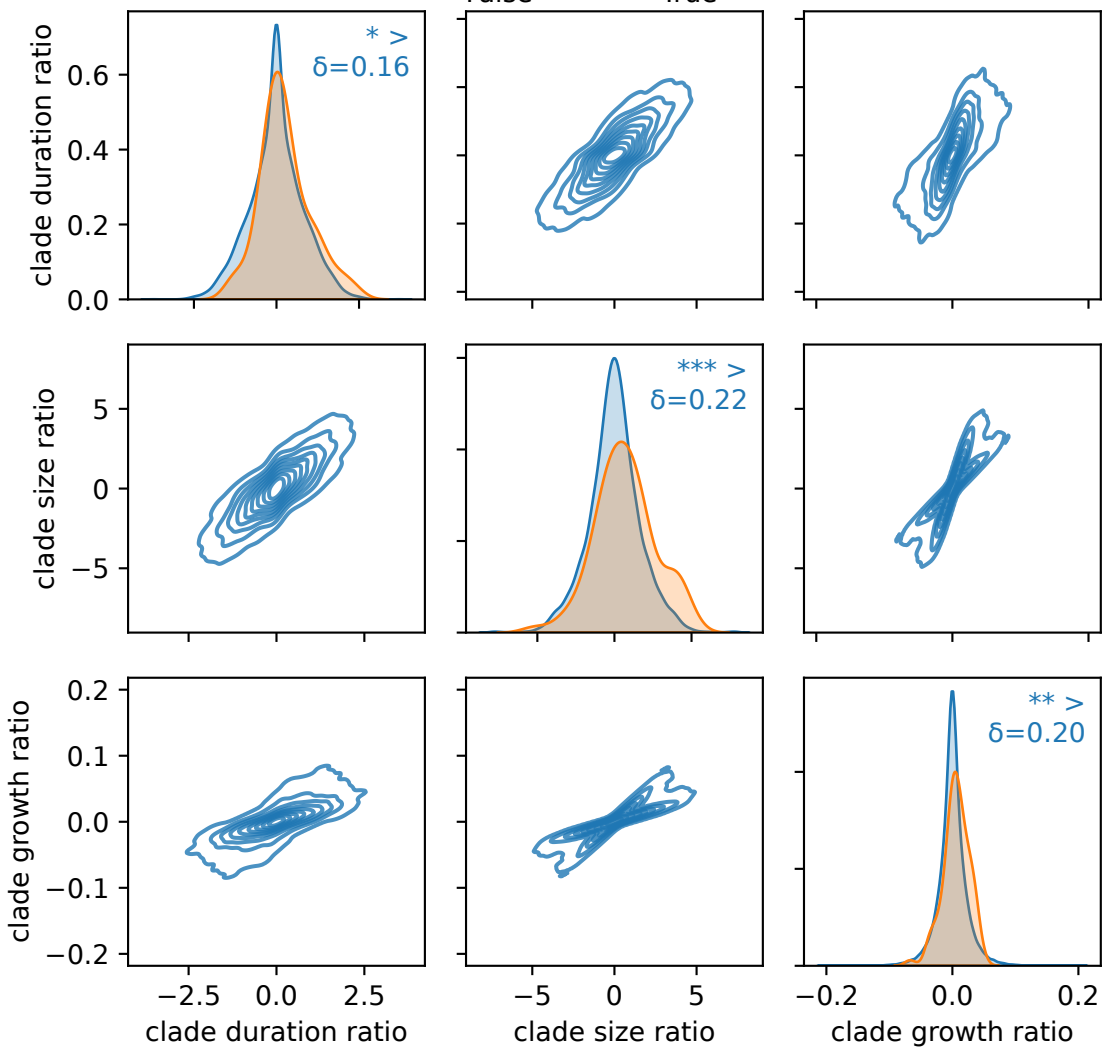 clade duration ratio
0.6
0.4
0.2
0.0
* >
δ=0.16
clade size ratio
5
0
−5
*** >
δ=0.22
clade growth ratio
0.2
0.1
0.0
−0.1
−0.2
** >
δ=0.20
−2.5 0.0 2.5
−5 0 5
−0.2 0.0 0.2
clade duration ratio
clade size ratio
clade growth ratio